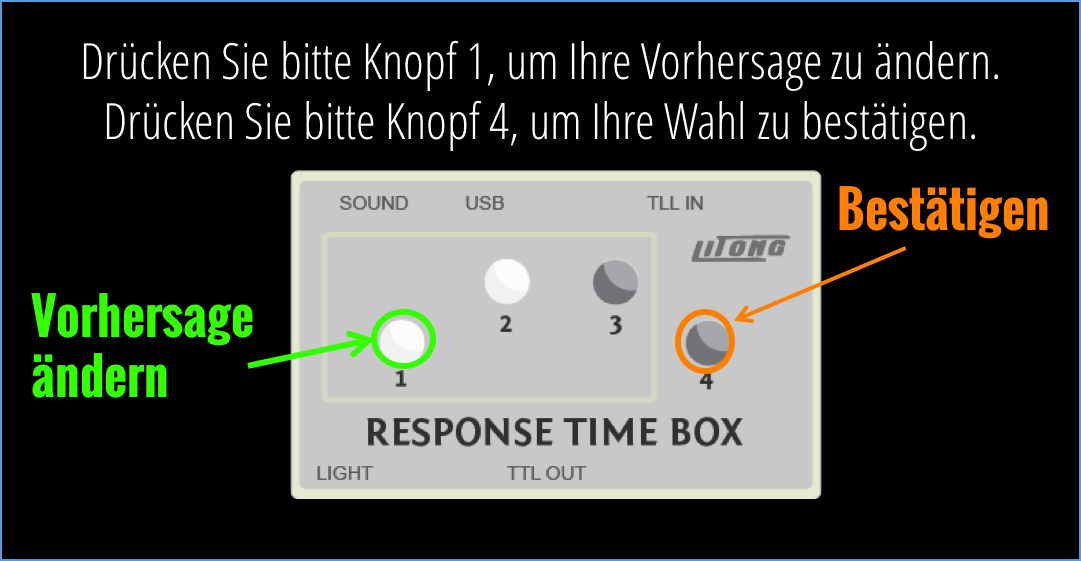 Drücken Sie bitte Knopf 1, um Ihre Vorhersage zu ändern.
Drücken Sie bitte Knopf 4, um Ihre Wahl zu bestätigen.
SOUND USB TLL IN
Bestätigen
LITONG
Vorhersage
ändern
2 3
1 4
RESPONSE TIME BOX
LIGHT TTL OUT